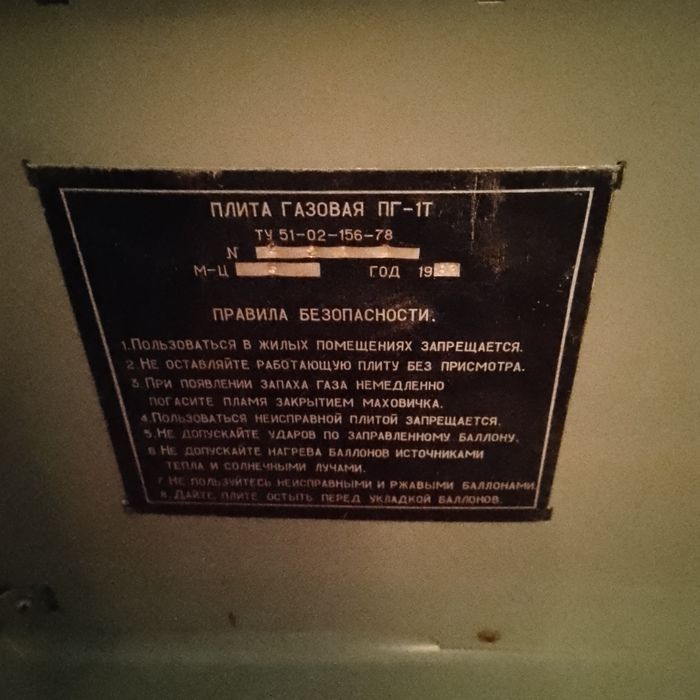 ПЛИТА ГАЗОВАЯ ПГ-1Т
ТУ 51-02-156-78
N
М-Ц ГОД 19
ПРАВИЛА БЕЗОПАСНОСТИ.
1.ПОЛЬЗОВАТЬСЯ В ЖИЛЫХ ПОМЕЩЕНИЯХ ЗАПРЕЩАЕТСЯ.
2.НЕ ОСТАВЛЯЙТЕ РАБОТАЮЩУЮ ПЛИТУ БЕЗ ПРИСМОТРА.
3.ПРИ ПОЯВЛЕНИИ ЗАПАХА ГАЗА НЕМЕДЛЕННО
ПОГАСИТЕ ПЛАМЯ ЗАКРЫТИЕМ МАХОВИЧКА.
4.ПОЛЬЗОВАТЬСЯ НЕИСПРАВНОЙ ПЛИТОЙ ЗАПРЕЩАЕТСЯ.
5.НЕ ДОПУСКАЙТЕ УДАРОВ ПО ЗАПРАВЛЕННОМУ БАЛЛОНУ.
6 НЕ ДОПУСКАЙТЕ НАГРЕВА БАЛЛОНОВ ИСТОЧНИКАМИ
ТЕПЛА И СОЛНЕЧНЫМИ ЛУЧАМИ.
7 НЕ ПОЛЬЗУЙТЕСЬ НЕИСПРАВНЫМИ И РЖАВЫМИ БАЛЛОНАМИ
8.ДАЙТЕ ПЛИТЕ ОСТЫТЬ ПЕРЕД УКЛАДКОЙ БАЛЛОНОВ.